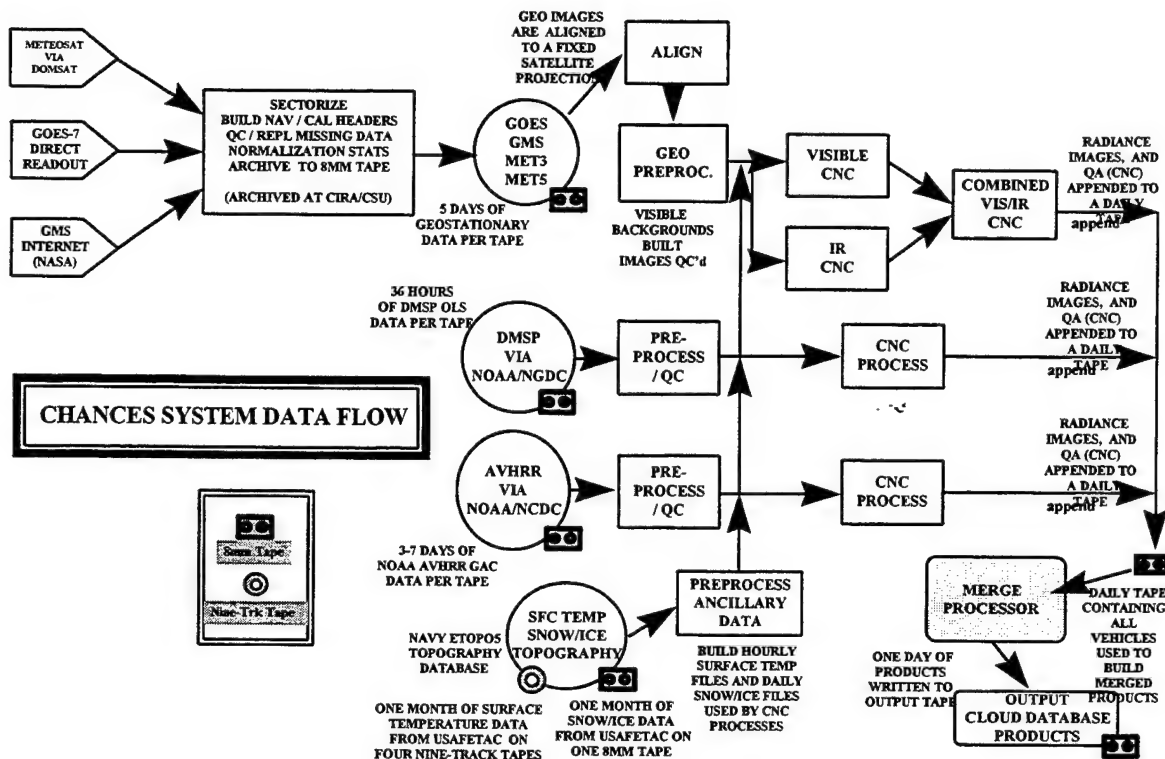 METEOSAT
VIA
DOMSAT
GOES-7
DIRECT
READOUT
GMS
INTERNET
(NASA)
SECTORIZE
BUILD NAV / CAL HEADERS
QC / REPL MISSING DATA
NORMALIZATION STATS
ARCHIVE TO 8MM TAPE
(ARCHIVED AT CIRA/CSU)
GOES
GMS
MET3
MET5
5 DAYS OF
GEOSTATIONARY
DATA PER TAPE
GEO IMAGES
ARE ALIGNED
TO A FIXED
SATELLITE
PROJECTION
ALIGN
GEO
PREPROC.
VISIBLE
BACKGROUNDS
BUILT
IMAGES QC'd
VISIBLE
CNC
IR
CNC
COMBINED
VIS/IR
CNC
RADIANCE
IMAGES, AND
QA (CNC)
APPENDED TO
A DAILY
TAPE
append
36 HOURS
OF DMSP OLS
DATA PER TAPE
DMSP
VIA
NOAA/NGDC
PRE-
PROCESS
/ QC
CNC
PROCESS
RADIANCE
IMAGES, AND
QA (CNC)
APPENDED TO
A DAILY
TAPE
append
CHANCES SYSTEM DATA FLOW
AVHRR
VIA
NOAA/NCDC
PRE-
PROCESS
/ QC
CNC
PROCESS
RADIANCE
IMAGES, AND
QA (CNC)
APPENDED TO
A DAILY
TAPE
append
3-7 DAYS OF
NOAA AVHRR GAC
DATA PER TAPE
8mm Tape
Nine-Trk Tape
SFC TEMP
SNOW/ICE
TOPOGRAPHY
NAVY ETOPO5
TOPOGRAPHY
DATABASE
ONE MONTH OF SURFACE
TEMPERATURE DATA
FROM USAFETAC ON
FOUR NINE-TRACK TAPES
ONE MONTH OF
SNOW/ICE DATA
FROM USAFETAC ON
ONE 8MM TAPE
PREPROCESS
ANCILLARY
DATA
BUILD HOURLY
SURFACE TEMP
FILES AND DAILY
SNOW/ICE FILES
USED BY CNC
PROCESSES
MERGE
PROCESSOR
DAILY TAPE
CONTAINING
ALL
VEHICLES
USED TO
BUILD
MERGED
PRODUCTS
ONE DAY OF
PRODUCTS
WRITTEN TO
OUTPUT TAPE
OUTPUT
CLOUD DATABASE
PRODUCTS